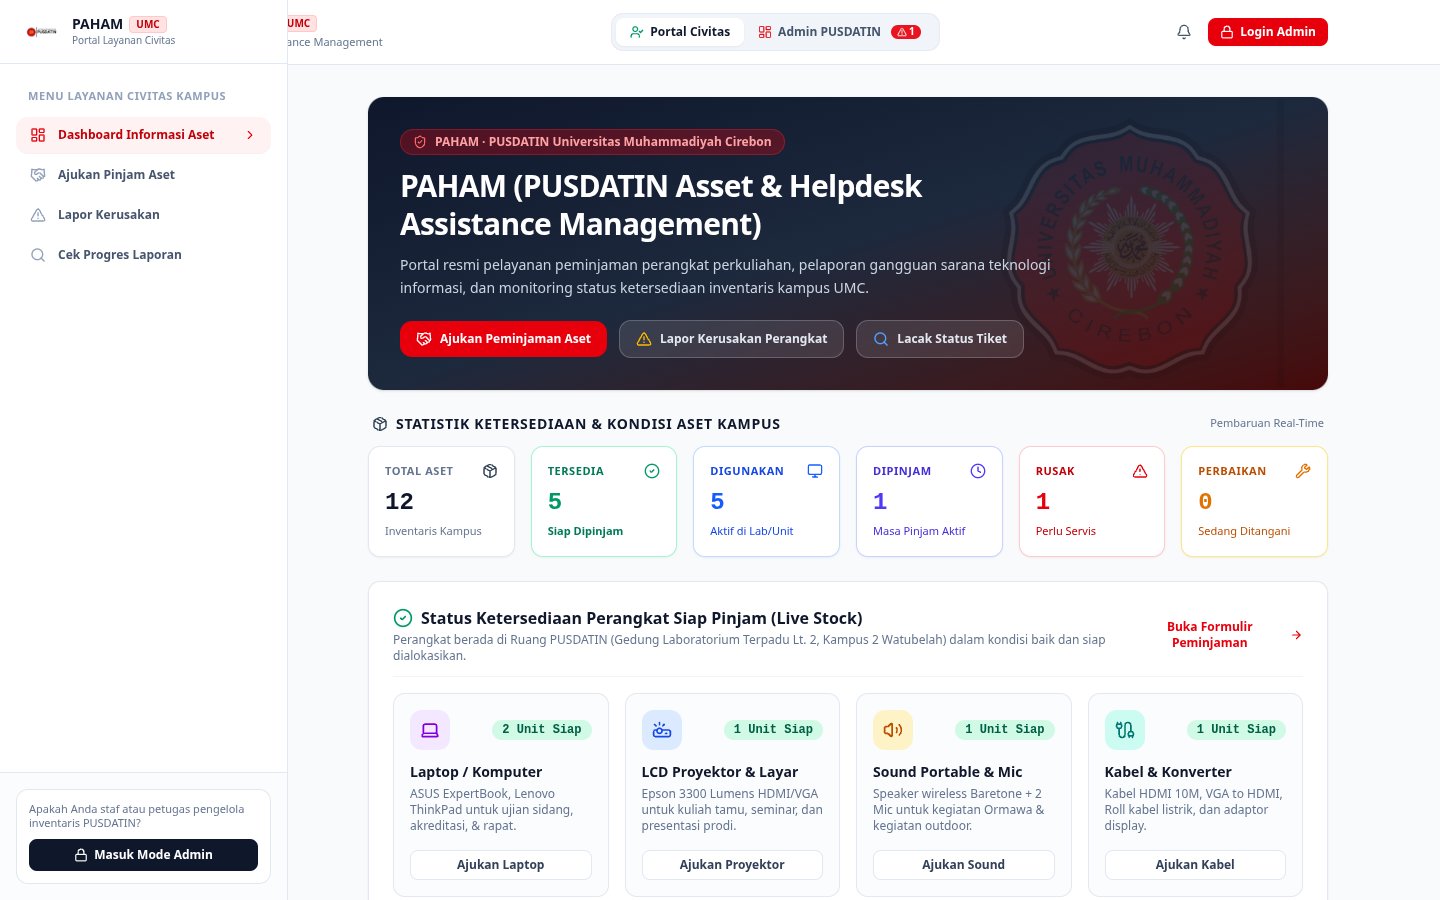 PAHAM UMC
Portal Layanan Civitas
MENU LAYANAN CIVITAS KAMPUS
Dashboard Informasi Aset
Ajukan Pinjam Aset
Lapor Kerusakan
Cek Progres Laporan
Apakah Anda staf atau petugas pengelola
inventaris PUSDATIN?
Masuk Mode Admin
UMC
ance Management
Portal Civitas
Admin PUSDATIN 1
Login Admin
PAHAM · PUSDATIN Universitas Muhammadiyah Cirebon
PAHAM (PUSDATIN Asset & Helpdesk
Assistance Management)
Portal resmi pelayanan peminjaman perangkat perkuliahan, pelaporan gangguan sarana teknologi
informasi, dan monitoring status ketersediaan inventaris kampus UMC.
Ajukan Peminjaman Aset
Lapor Kerusakan Perangkat
Lacak Status Tiket
UNIVERSITAS MUHAMMADIYAH
CIREBON
STATISTIK KETERSEDIAAN & KONDISI ASET KAMPUS
Pembaruan Real-Time
TOTAL ASET
12
Inventaris Kampus
TERSEDIA
5
Siap Dipinjam
DIGUNAKAN
5
Aktif di Lab/Unit
DIPINJAM
1
Masa Pinjam Aktif
RUSAK
1
Perlu Servis
PERBAIKAN
0
Sedang Ditangani
Status Ketersediaan Perangkat Siap Pinjam (Live Stock)
Perangkat berada di Ruang PUSDATIN (Gedung Laboratorium Terpadu Lt. 2, Kampus 2 Watubelah) dalam kondisi baik dan siap
dialokasikan.
Buka Formulir
Peminjaman
2 Unit Siap
Laptop / Komputer
ASUS ExpertBook, Lenovo
ThinkPad untuk ujian sidang,
akreditasi, & rapat.
Ajukan Laptop
1 Unit Siap
LCD Proyektor & Layar
Epson 3300 Lumens HDMI/VGA
untuk kuliah tamu, seminar, dan
presentasi prodi.
Ajukan Proyektor
1 Unit Siap
Sound Portable & Mic
Speaker wireless Baretone + 2
Mic untuk kegiatan Ormawa &
kegiatan outdoor.
Ajukan Sound
1 Unit Siap
Kabel & Konverter
Kabel HDMI 10M, VGA to HDMI,
Roll kabel listrik, dan adaptor
display.
Ajukan Kabel